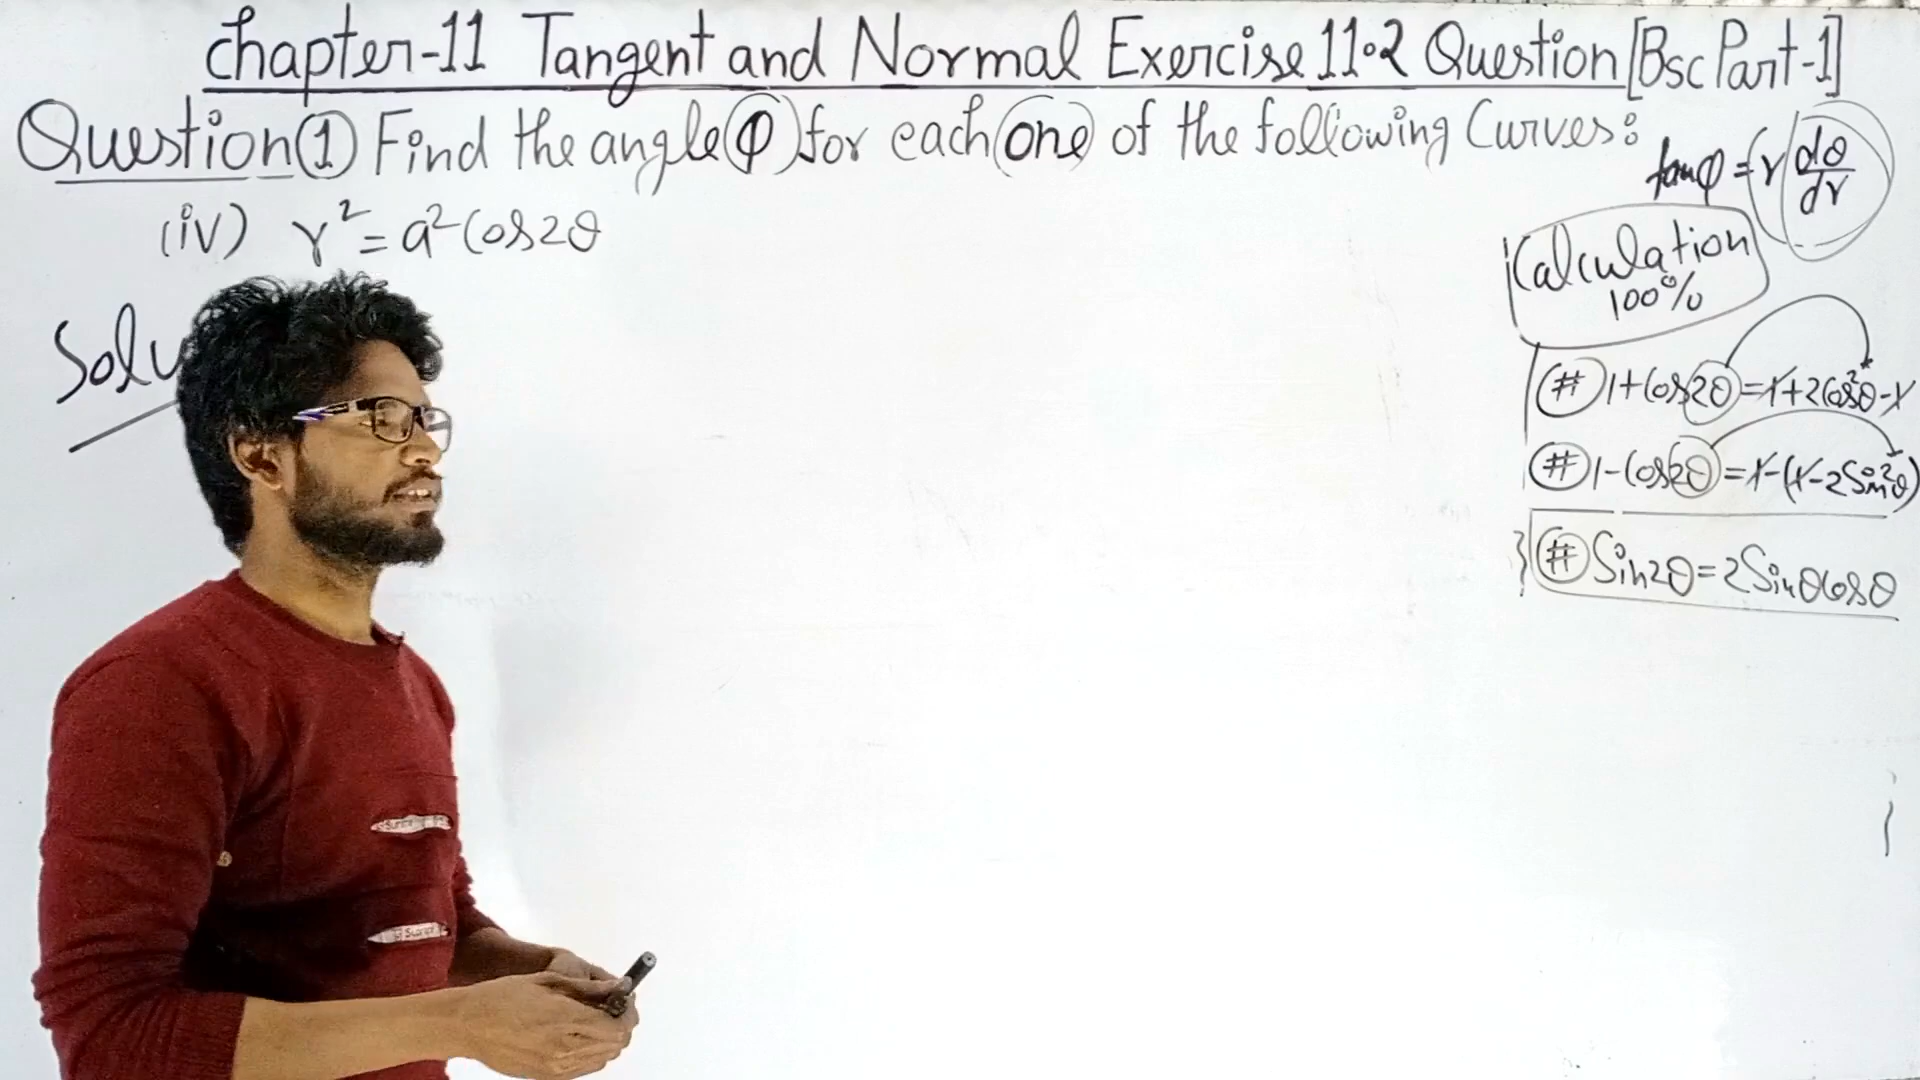 Chapter-11 Tangent and Normal Exercise 11.2 Question [Bsc Part-1]
Question ① Find the angle φ for each one of the following Curves:
tanφ = r dθ/dr
(iv) r² = a² Cos2θ
Calculation
100%
Solu
# 1+Cos2θ = 1+2Cos²θ-1
# 1-Cos2θ = 1-(1-2Sin²θ)
# Sin2θ = 2SinθCosθ